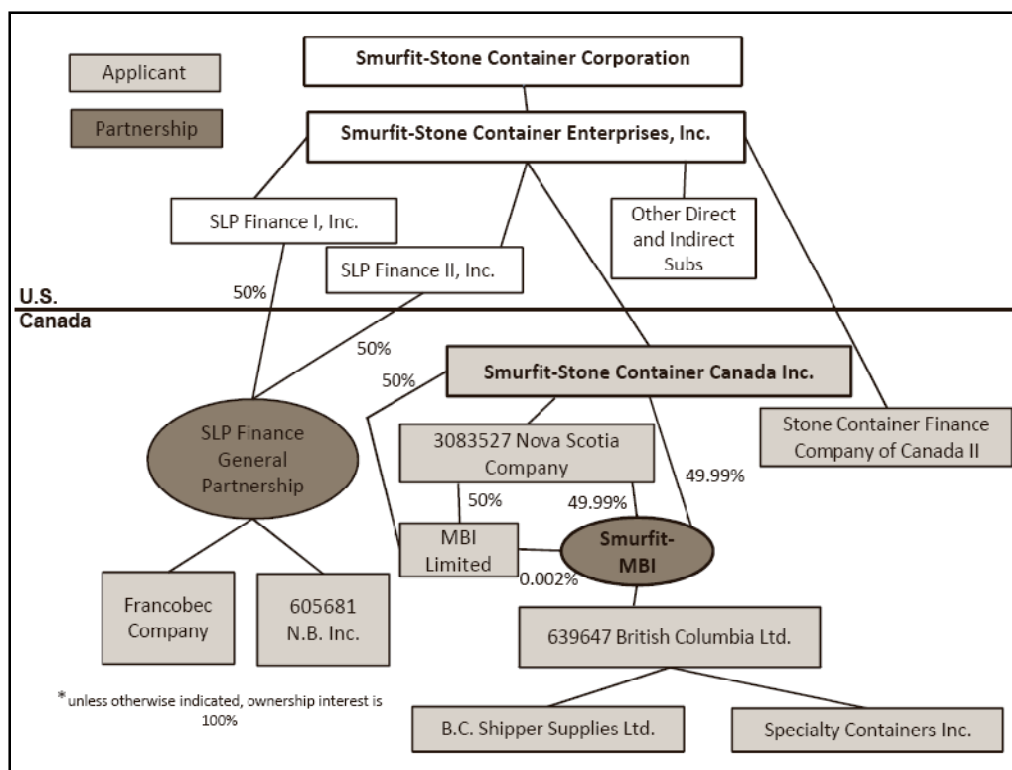 Smurfit-Stone Container Corporation
Applicant
Partnership
Smurfit-Stone Container Enterprises, Inc.
SLP Finance I, Inc.
Other Direct
and Indirect
Subs
SLP Finance II, Inc.
50%
U.S.
Canada
50%
50%
Smurfit-Stone Container Canada Inc.
SLP Finance
General
Partnership
3083527 Nova Scotia
Company
Stone Container Finance
Company of Canada II
49.99%
50%
49.99%
MBI
Limited
Smurfit-
MBI
0.002%
Francobec
Company
605681
N.B. Inc.
639647 British Columbia Ltd.
*unless otherwise indicated, ownership interest is
100%
B.C. Shipper Supplies Ltd.
Specialty Containers Inc.